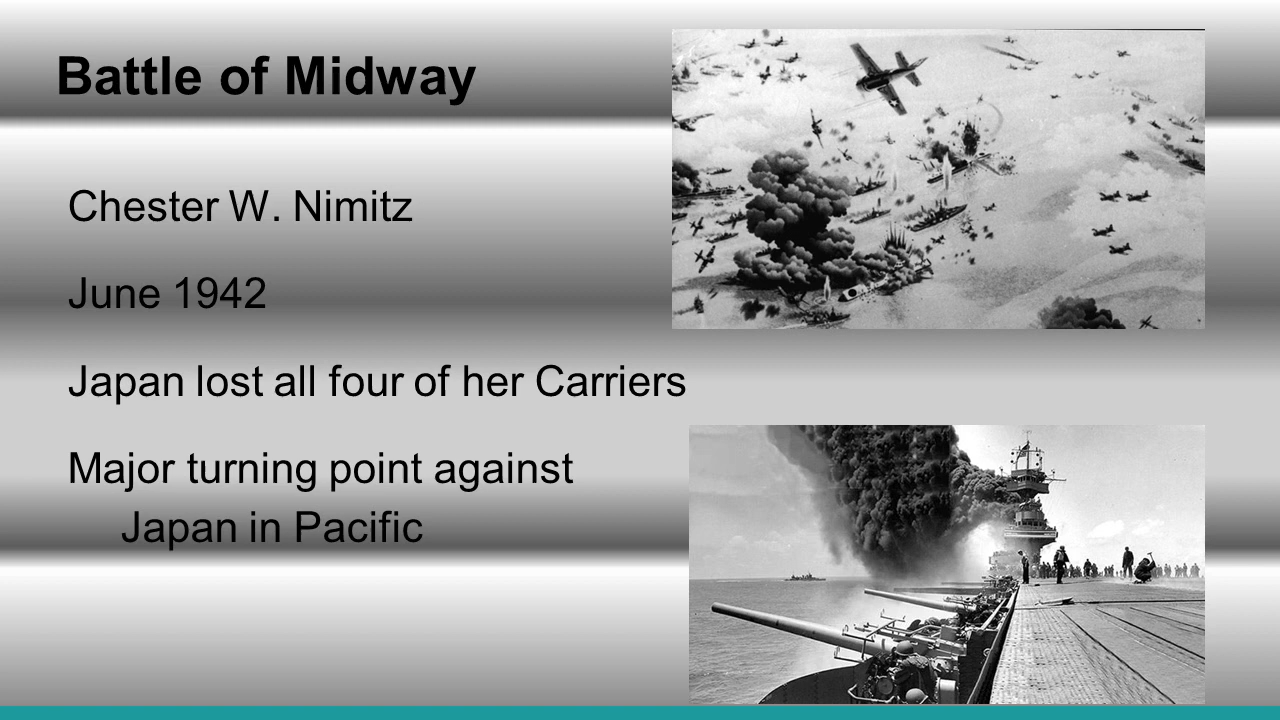 Battle of Midway
Chester W. Nimitz
June 1942
Japan lost all four of her Carriers
Major turning point against
Japan in Pacific